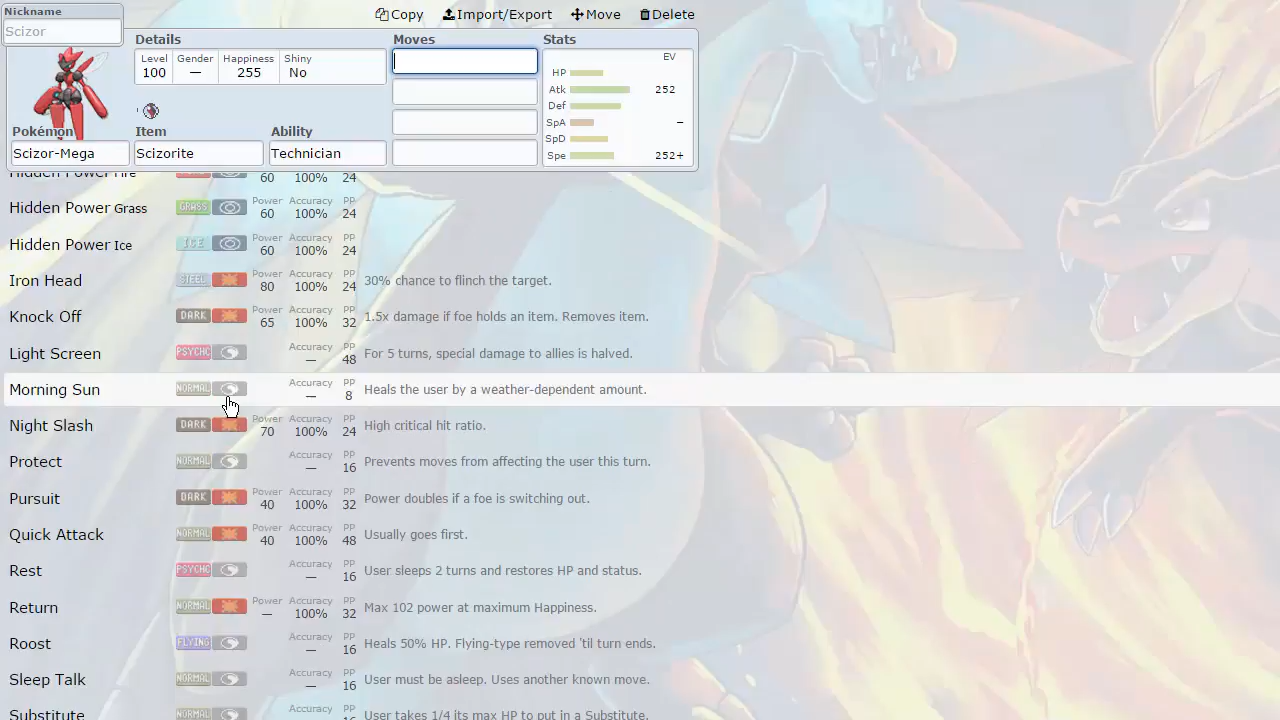 Nickname
Scizor
Copy Import/Export Move Delete
Details
Level Gender Happiness Shiny
100 — 255 No
Moves
Stats
EV
HP
Atk 252
Def
SpA –
SpD
Spe 252+
Pokémon Item Ability
Scizor-Mega Scizorite Technician
Hidden Power Fire 60 100% 24
Hidden Power Grass GRASS Power 60 Accuracy 100% PP 24
Hidden Power Ice ICE Power 60 Accuracy 100% PP 24
Iron Head STEEL Power 80 Accuracy 100% PP 24 30% chance to flinch the target.
Knock Off DARK Power 65 Accuracy 100% PP 32 1.5x damage if foe holds an item. Removes item.
Light Screen PSYCHC Accuracy — PP 48 For 5 turns, special damage to allies is halved.
Morning Sun NORMAL Accuracy — PP 8 Heals the user by a weather-dependent amount.
Night Slash DARK Power 70 Accuracy 100% PP 24 High critical hit ratio.
Protect NORMAL Accuracy — PP 16 Prevents moves from affecting the user this turn.
Pursuit DARK Power 40 Accuracy 100% PP 32 Power doubles if a foe is switching out.
Quick Attack NORMAL Power 40 Accuracy 100% PP 48 Usually goes first.
Rest PSYCHC Accuracy — PP 16 User sleeps 2 turns and restores HP and status.
Return NORMAL Power — Accuracy 100% PP 32 Max 102 power at maximum Happiness.
Roost FLYING Accuracy — PP 16 Heals 50% HP. Flying-type removed 'til turn ends.
Sleep Talk NORMAL Accuracy — PP 16 User must be asleep. Uses another known move.
Substitute NORMAL Accuracy PP 16 User takes 1/4 its max HP to put in a Substitute.